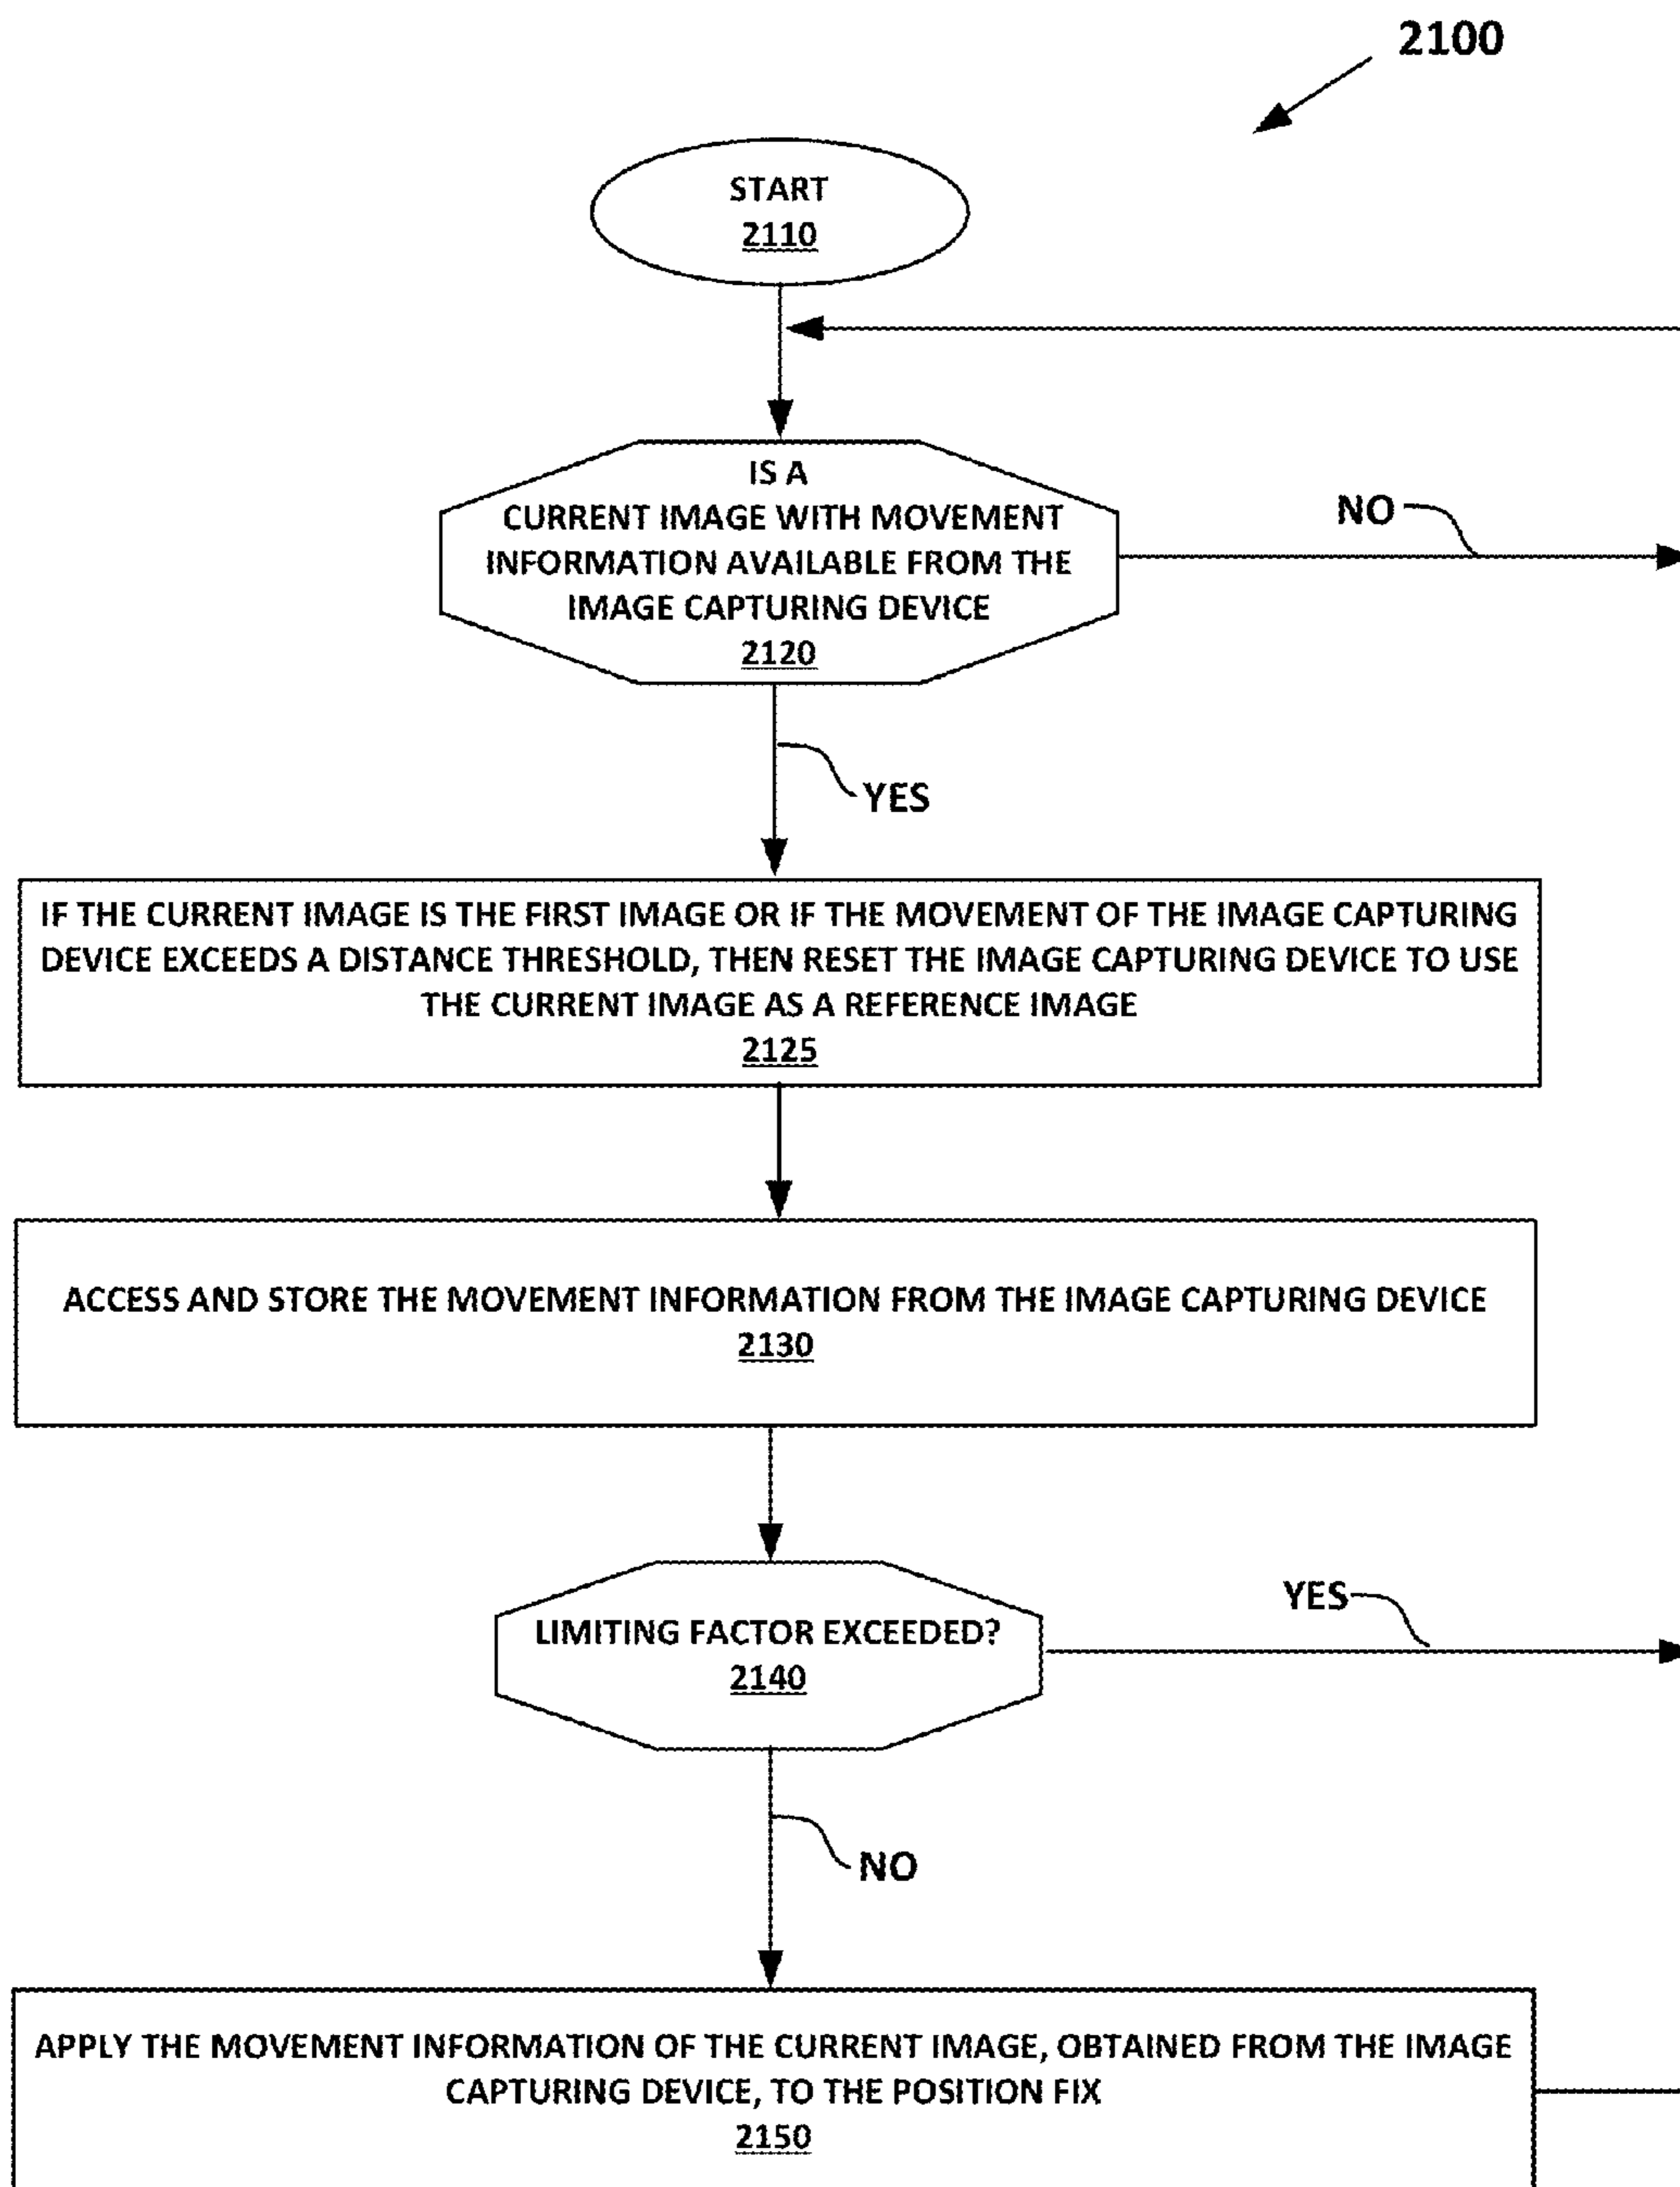 2100
START
2110
IS A
CURRENT IMAGE WITH MOVEMENT
INFORMATION AVAILABLE FROM THE
IMAGE CAPTURING DEVICE
2120
NO
YES
IF THE CURRENT IMAGE IS THE FIRST IMAGE OR IF THE MOVEMENT OF THE IMAGE CAPTURING
DEVICE EXCEEDS A DISTANCE THRESHOLD, THEN RESET THE IMAGE CAPTURING DEVICE TO USE
THE CURRENT IMAGE AS A REFERENCE IMAGE
2125
ACCESS AND STORE THE MOVEMENT INFORMATION FROM THE IMAGE CAPTURING DEVICE
2130
LIMITING FACTOR EXCEEDED?
2140
YES
NO
APPLY THE MOVEMENT INFORMATION OF THE CURRENT IMAGE, OBTAINED FROM THE IMAGE
CAPTURING DEVICE, TO THE POSITION FIX
2150